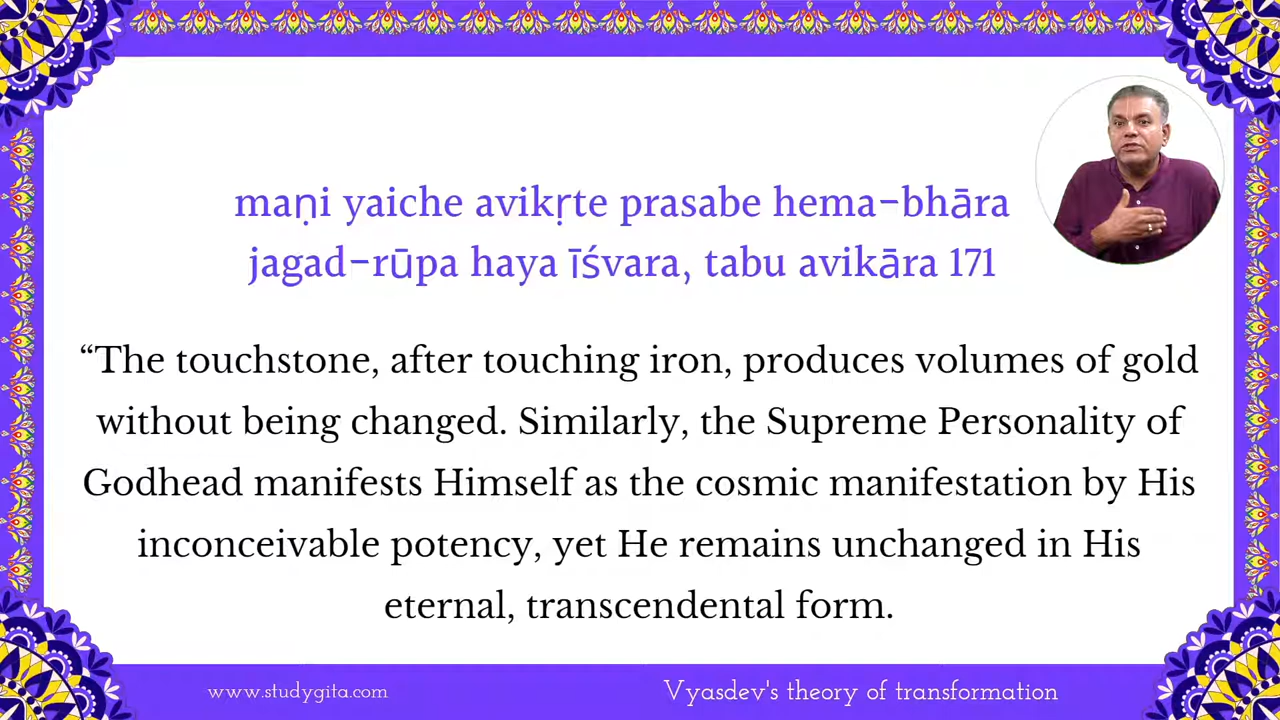 maṇi yaiche avikṛte prasabe hema-bhāra
jagad-rūpa haya īśvara, tabu avikāra 171
“The touchstone, after touching iron, produces volumes of gold
without being changed. Similarly, the Supreme Personality of
Godhead manifests Himself as the cosmic manifestation by His
inconceivable potency, yet He remains unchanged in His
eternal, transcendental form.
www.studygita.com
Vyasdev's theory of transformation